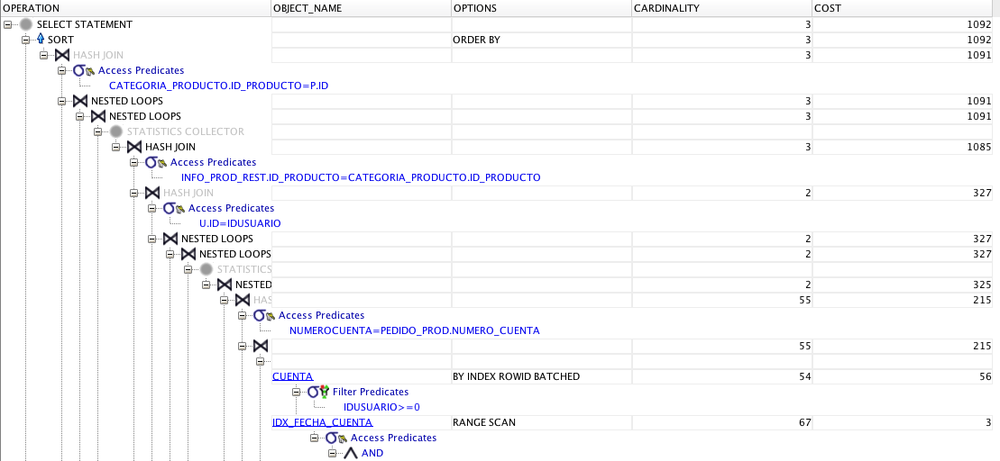 OPERATION OBJECT_NAME OPTIONS CARDINALITY COST
SELECT STATEMENT 3 1092
SORT ORDER BY 3 1092
HASH JOIN 3 1091
Access Predicates
CATEGORIA_PRODUCTO.ID_PRODUCTO=P.ID
NESTED LOOPS 3 1091
NESTED LOOPS 3 1091
STATISTICS COLLECTOR
HASH JOIN 3 1085
Access Predicates
INFO_PROD_REST.ID_PRODUCTO=CATEGORIA_PRODUCTO.ID_PRODUCTO
HASH JOIN 2 327
Access Predicates
U.ID=IDUSUARIO
NESTED LOOPS 2 327
NESTED LOOPS 2 327
STATISTICS
NESTED 2 325
HAS 55 215
Access Predicates
NUMEROCUENTA=PEDIDO_PROD.NUMERO_CUENTA
55 215
CUENTA BY INDEX ROWID BATCHED 54 56
Filter Predicates
IDUSUARIO>=0
IDX_FECHA_CUENTA RANGE SCAN 67 3
Access Predicates
AND